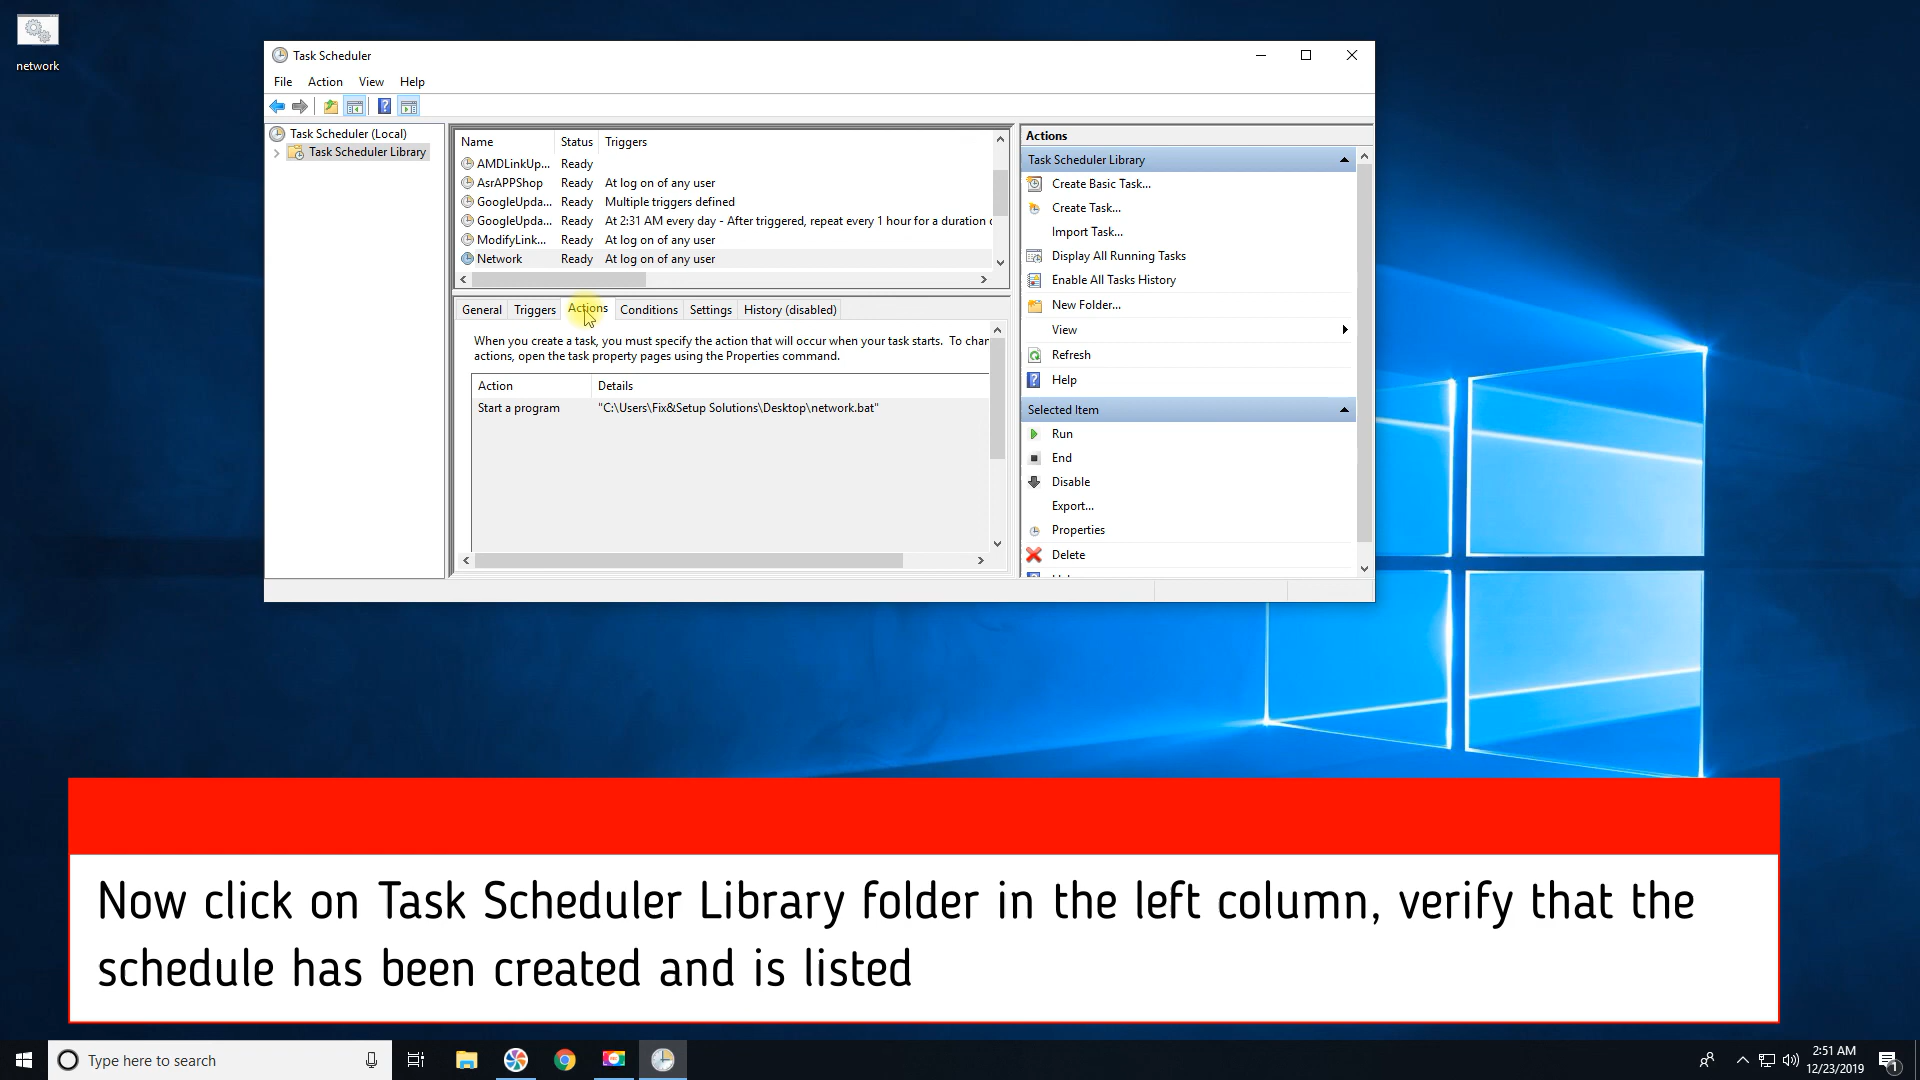 network
Task Scheduler
File Action View Help
Task Scheduler (Local)
Task Scheduler Library
Name Status Triggers
AMDLinkUp... Ready
AsrAPPShop Ready At log on of any user
GoogleUpda... Ready Multiple triggers defined
GoogleUpda... Ready At 2:31 AM every day - After triggered, repeat every 1 hour for a duration
ModifyLink... Ready At log on of any user
Network Ready At log on of any user
General Triggers Actions Conditions Settings History (disabled)
When you create a task, you must specify the action that will occur when your task starts. To
actions, open the task property pages using the Properties command.
Action Details
Start a program "C:\Users\Fix&Setup Solutions\Desktop\network.bat"
Actions
Task Scheduler Library
Create Basic Task...
Create Task...
Import Task...
Display All Running Tasks
Enable All Tasks History
New Folder...
View
Refresh
Help
Selected Item
Run
End
Disable
Export...
Properties
Delete
Now click on Task Scheduler Library folder in the left column, verify that the
schedule has been created and is listed
Type here to search
2:51 AM
12/23/2019
1